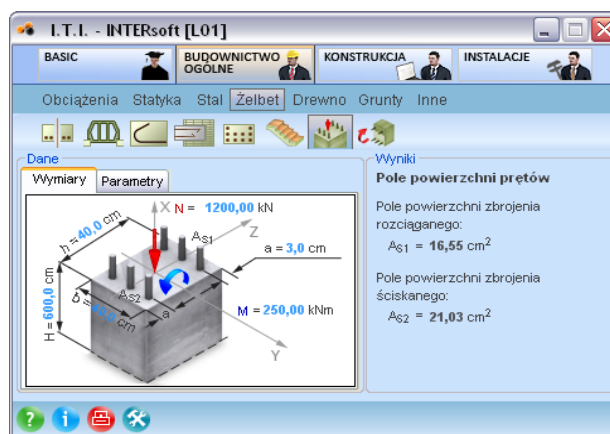 I.T.I. - INTERsoft [L01]
BASIC
BUDOWNICTWO
OGÓLNE
KONSTRUKCJA
INSTALACJE
Obciążenia Statyka Stal Żelbet Drewno Grunty Inne
Dane
Wymiary Parametry
X N = 1200,00 kN
h = 40,0 cm
Z
AS1
a = 3,0 cm
AS2
a
H = 600,0 cm
b = cm
M = 250,00 kNm
Y
Wyniki
Pole powierzchni prętów
Pole powierzchni zbrojenia
rozciąganego:
AS1 = 16,55 cm²
Pole powierzchni zbrojenia
ściskanego:
AS2 = 21,03 cm²